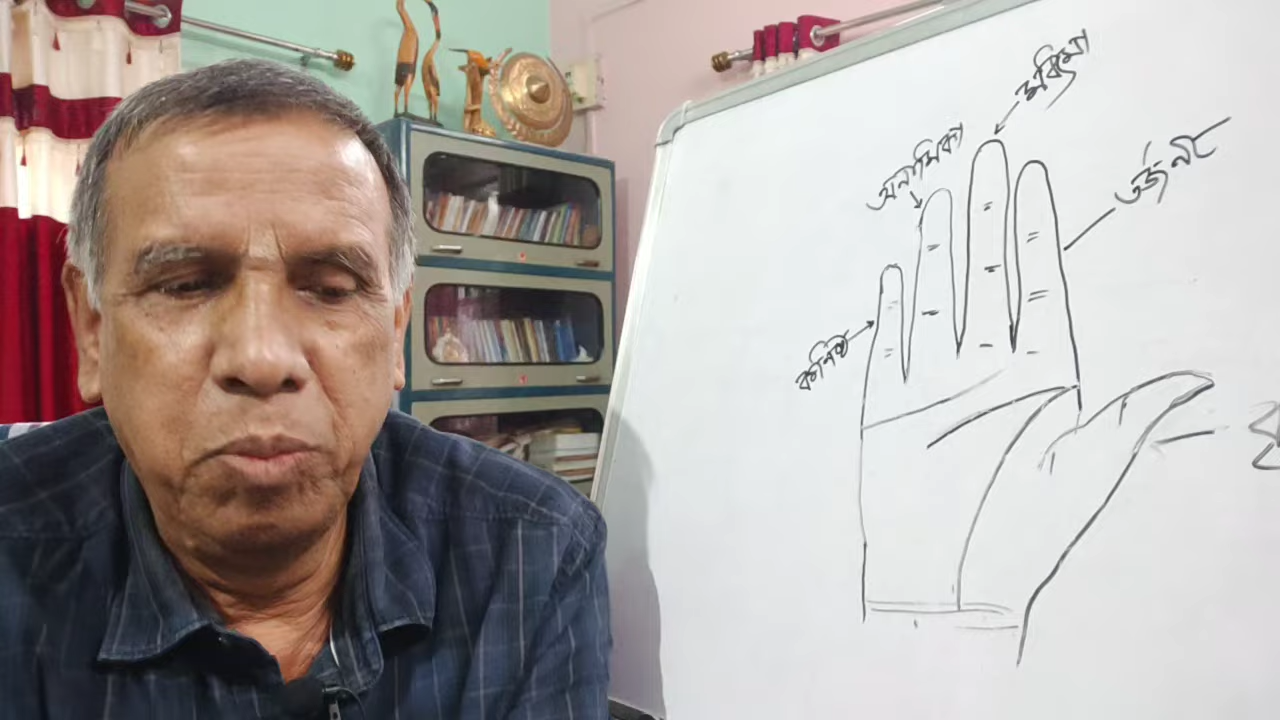 মধ্যমা
অনামিকা
তর্জনী
কনিষ্ঠা